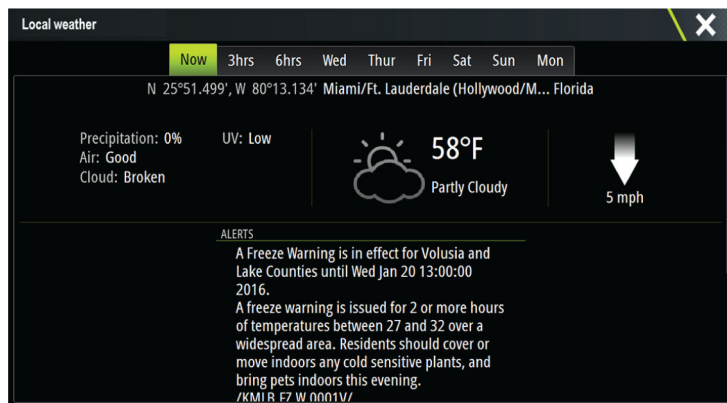 Local weather
Now 3hrs 6hrs Wed Thur Fri Sat Sun Mon
N 25°51.499', W 80°13.134' Miami/Ft. Lauderdale (Hollywood/M... Florida
Precipitation: 0% UV: Low
Air: Good
Cloud: Broken
58°F
Partly Cloudy
5 mph
ALERTS
A Freeze Warning is in effect for Volusia and
Lake Counties until Wed Jan 20 13:00:00
2016.
A freeze warning is issued for 2 or more hours
of temperatures between 27 and 32 over a
widespread area. Residents should cover or
move indoors any cold sensitive plants, and
bring pets indoors this evening.
/KMLB.FZ.W.0001V/